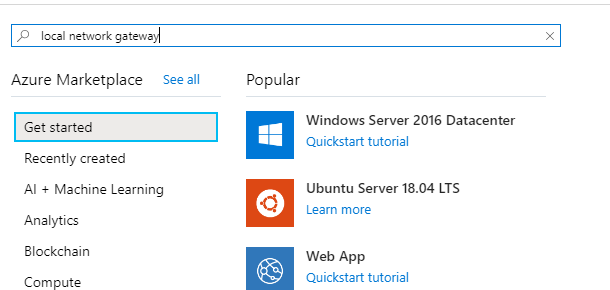 local network gateway
Azure Marketplace See all
Popular
Get started
Recently created
AI + Machine Learning
Analytics
Blockchain
Compute
Windows Server 2016 Datacenter
Quickstart tutorial
Ubuntu Server 18.04 LTS
Learn more
Web App
Quickstart tutorial